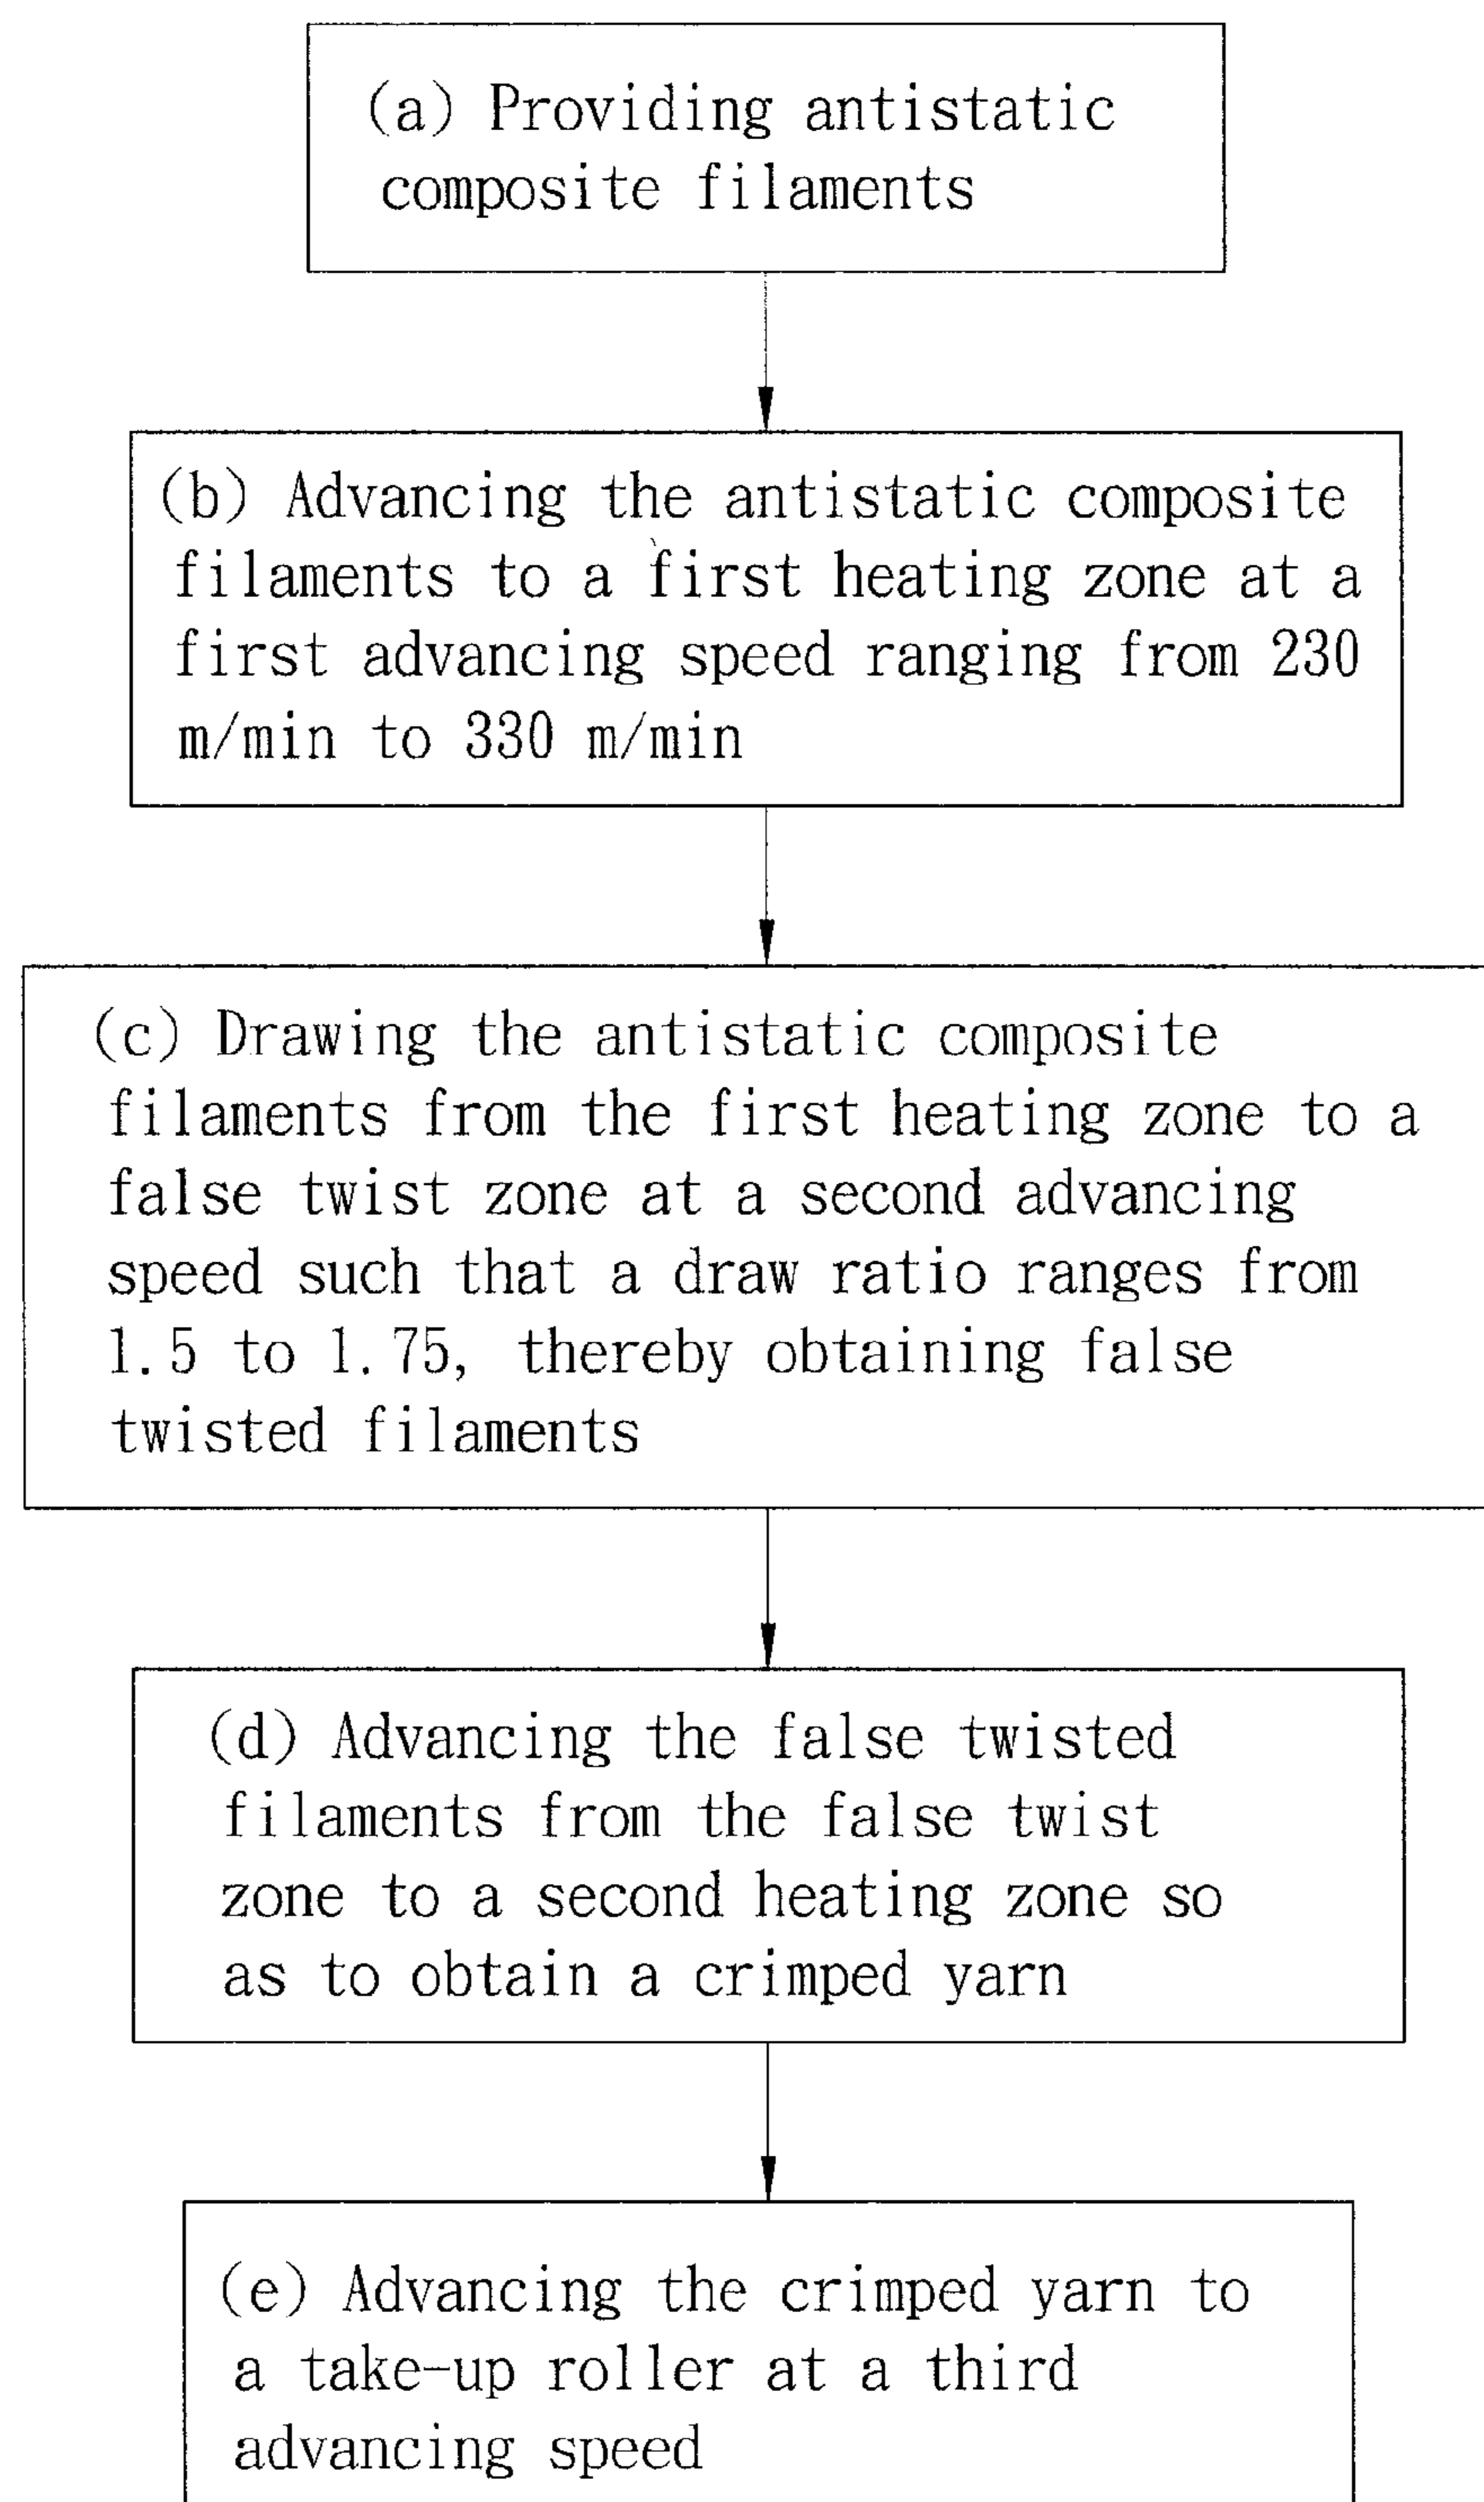 (a) Providing antistatic
composite filaments
(b) Advancing the antistatic composite
filaments to a first heating zone at a
first advancing speed ranging from 230
m/min to 330 m/min
(c) Drawing the antistatic composite
filaments from the first heating zone to a
false twist zone at a second advancing
speed such that a draw ratio ranges from
1.5 to 1.75, thereby obtaining false
twisted filaments
(d) Advancing the false twisted
filaments from the false twist
zone to a second heating zone so
as to obtain a crimped yarn
(e) Advancing the crimped yarn to
a take-up roller at a third
advancing speed